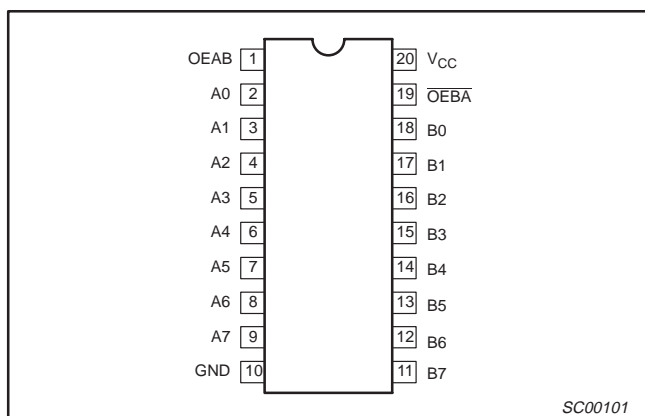 OEAB 1 20 VCC
A0 2 19 OEBA
A1 3 18 B0
A2 4 17 B1
A3 5 16 B2
A4 6 15 B3
A5 7 14 B4
A6 8 13 B5
A7 9 12 B6
GND 10 11 B7
SC00101